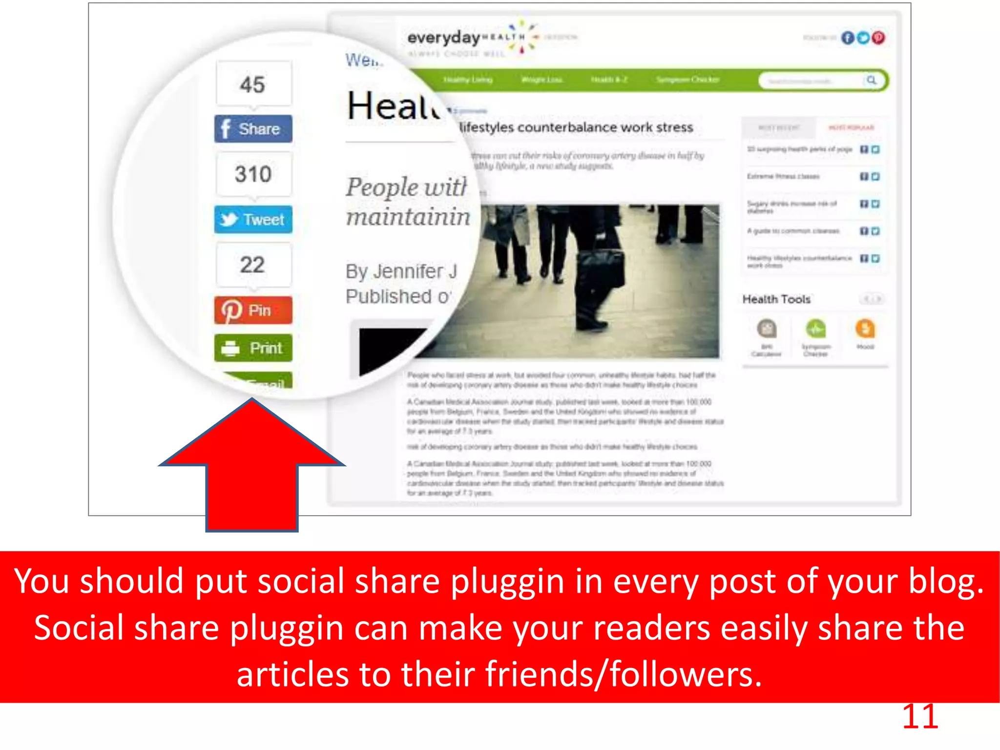 everyday HEALTH
ALWAYS CHOOSE WELL
FOLLOW US
Healthy Living Weight Loss Health A-Z Symptom Checker
45
Share
310
Tweet
22
Pin
Print
Email
Healt
People with
maintainin
By Jennifer J
Published o
lifestyles counterbalance work stress
stress can cut their risks of coronary artery disease in half by
althy lifestyle, a new study suggests.
MOST RECENT MOST POPULAR
10 surprising health perks of yoga
Extreme fitness classes
Sugary drinks increase risk of
diabetes
A guide to common cleanses
Healthy lifestyles counterbalance
work stress
Health Tools
BMI
Calculator
Symptom
Checker
Mood
People who faced stress at work, but avoided four common, unhealthy lifestyle habits, had half the
risk of developing coronary artery disease as those who didn't make healthy lifestyle choices
A Canadian Medical Association Journal study, published last week, looked at more than 100,000
people from Belgium, France, Sweden and the United Kingdom who showed no evidence of
cardiovascular disease when the study started, then tracked participants' lifestyle and disease status
for an average of 7.3 years.
risk of developing coronary artery disease as those who didn't make healthy lifestyle choices
A Canadian Medical Association Journal study, published last week, looked at more than 100,000
people from Belgium, France, Sweden and the United Kingdom who showed no evidence of
cardiovascular disease when the study started, then tracked participants' lifestyle and disease status
for an average of 7.3 years.
You should put social share pluggin in every post of your blog.
Social share pluggin can make your readers easily share the
articles to their friends/followers.
11